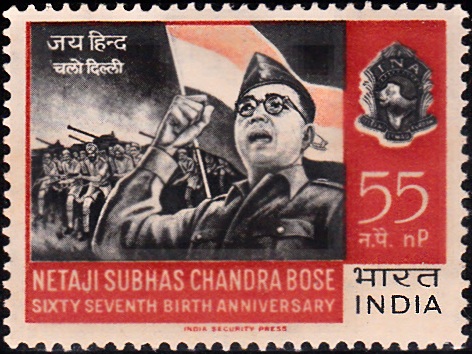 जय हिन्द
चलो दिल्ली
I.N.A.
55
न.पै. nP
NETAJI SUBHAS CHANDRA BOSE
SIXTY SEVENTH BIRTH ANNIVERSARY
भारत
INDIA
INDIA SECURITY PRESS